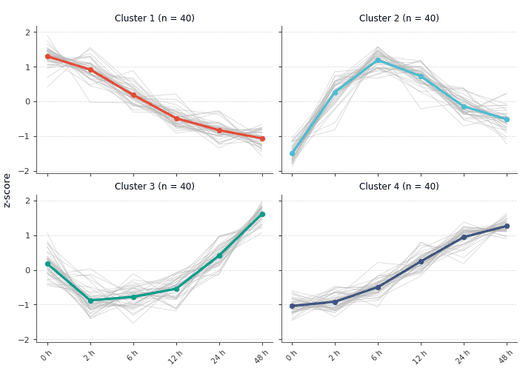 Cluster 1 (n = 40)
Cluster 2 (n = 40)
2
1
0
−1
−2
z-score
Cluster 3 (n = 40)
Cluster 4 (n = 40)
2
1
0
−1
−2
0 h
2 h
6 h
12 h
24 h
48 h
0 h
2 h
6 h
12 h
24 h
48 h